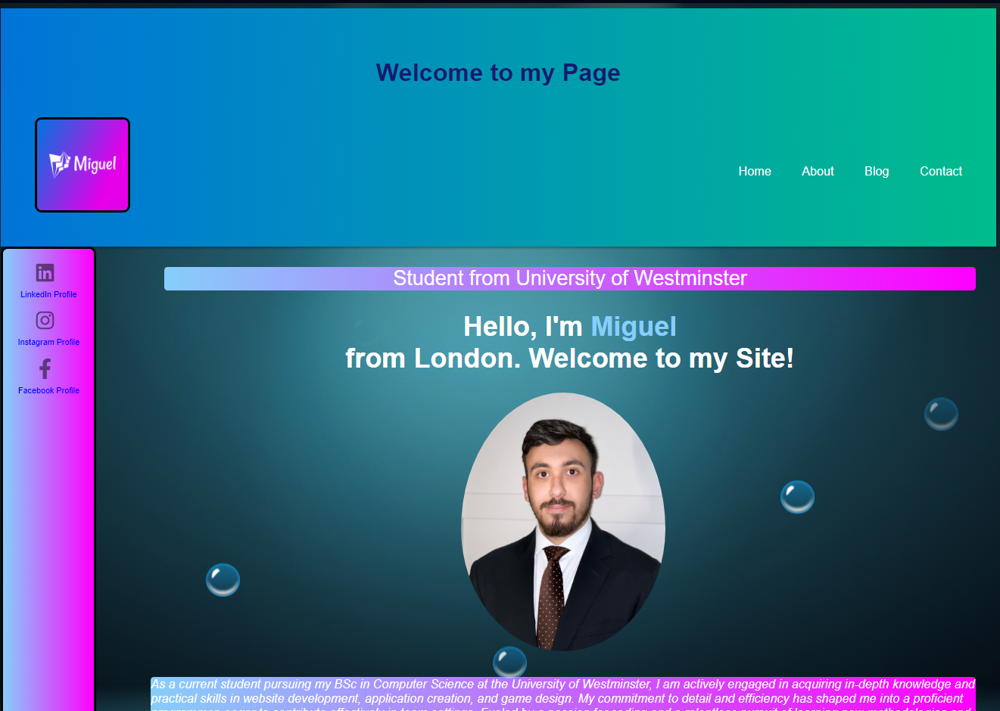 Welcome to my Page
Miguel
Home About Blog Contact
LinkedIn Profile
Instagram Profile
Facebook Profile
Student from University of Westminster
Hello, I'm Miguel
from London. Welcome to my Site!
As a current student pursuing my BSc in Computer Science at the University of Westminster, I am actively engaged in acquiring in-depth knowledge and
practical skills in website development, application creation, and game design. My commitment to detail and efficiency has shaped me into a proficient